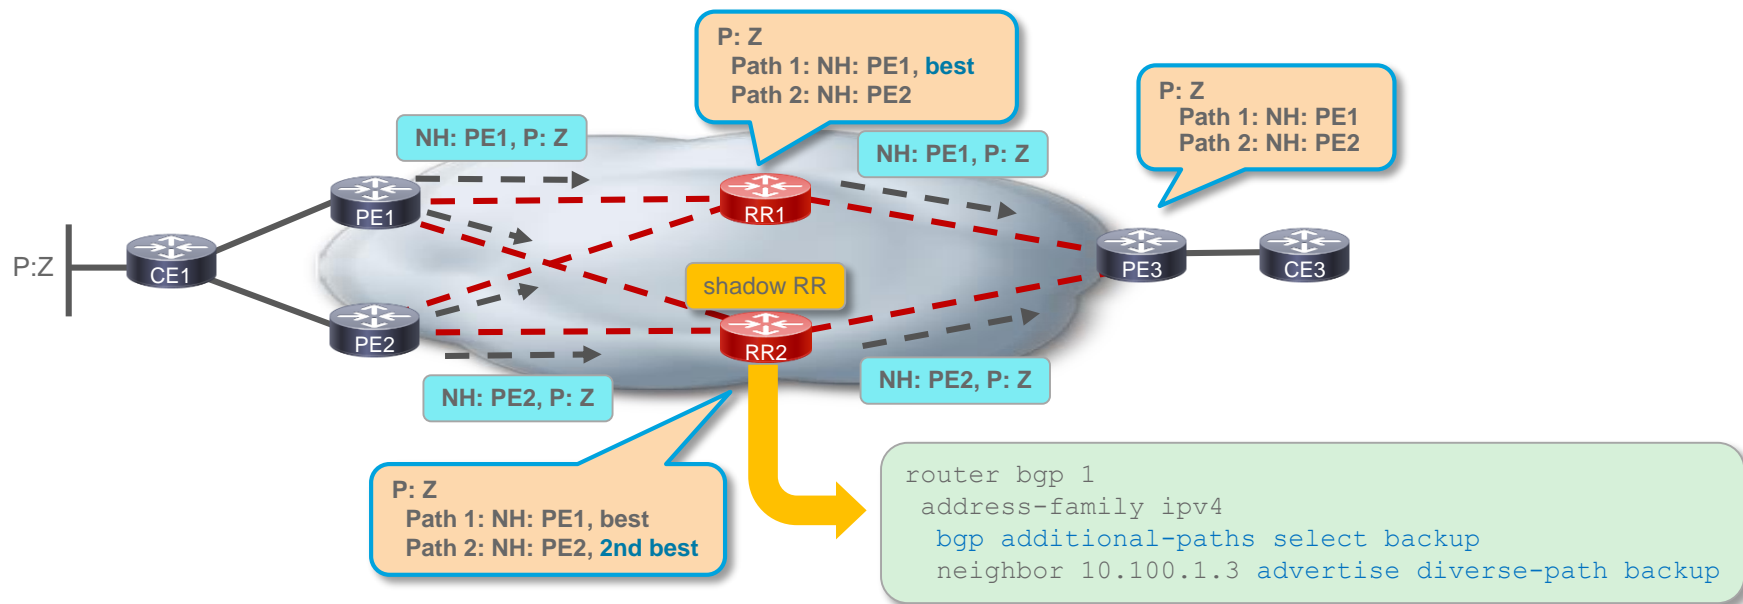 P: Z
Path 1: NH: PE1, best
Path 2: NH: PE2
P: Z
Path 1: NH: PE1
Path 2: NH: PE2
NH: PE1, P: Z
NH: PE1, P: Z
PE1
RR1
P:Z
CE1
PE3
CE3
shadow RR
PE2
RR2
NH: PE2, P: Z
NH: PE2, P: Z
P: Z
Path 1: NH: PE1, best
Path 2: NH: PE2, 2nd best
router bgp 1
address-family ipv4
bgp additional-paths select backup
neighbor 10.100.1.3 advertise diverse-path backup